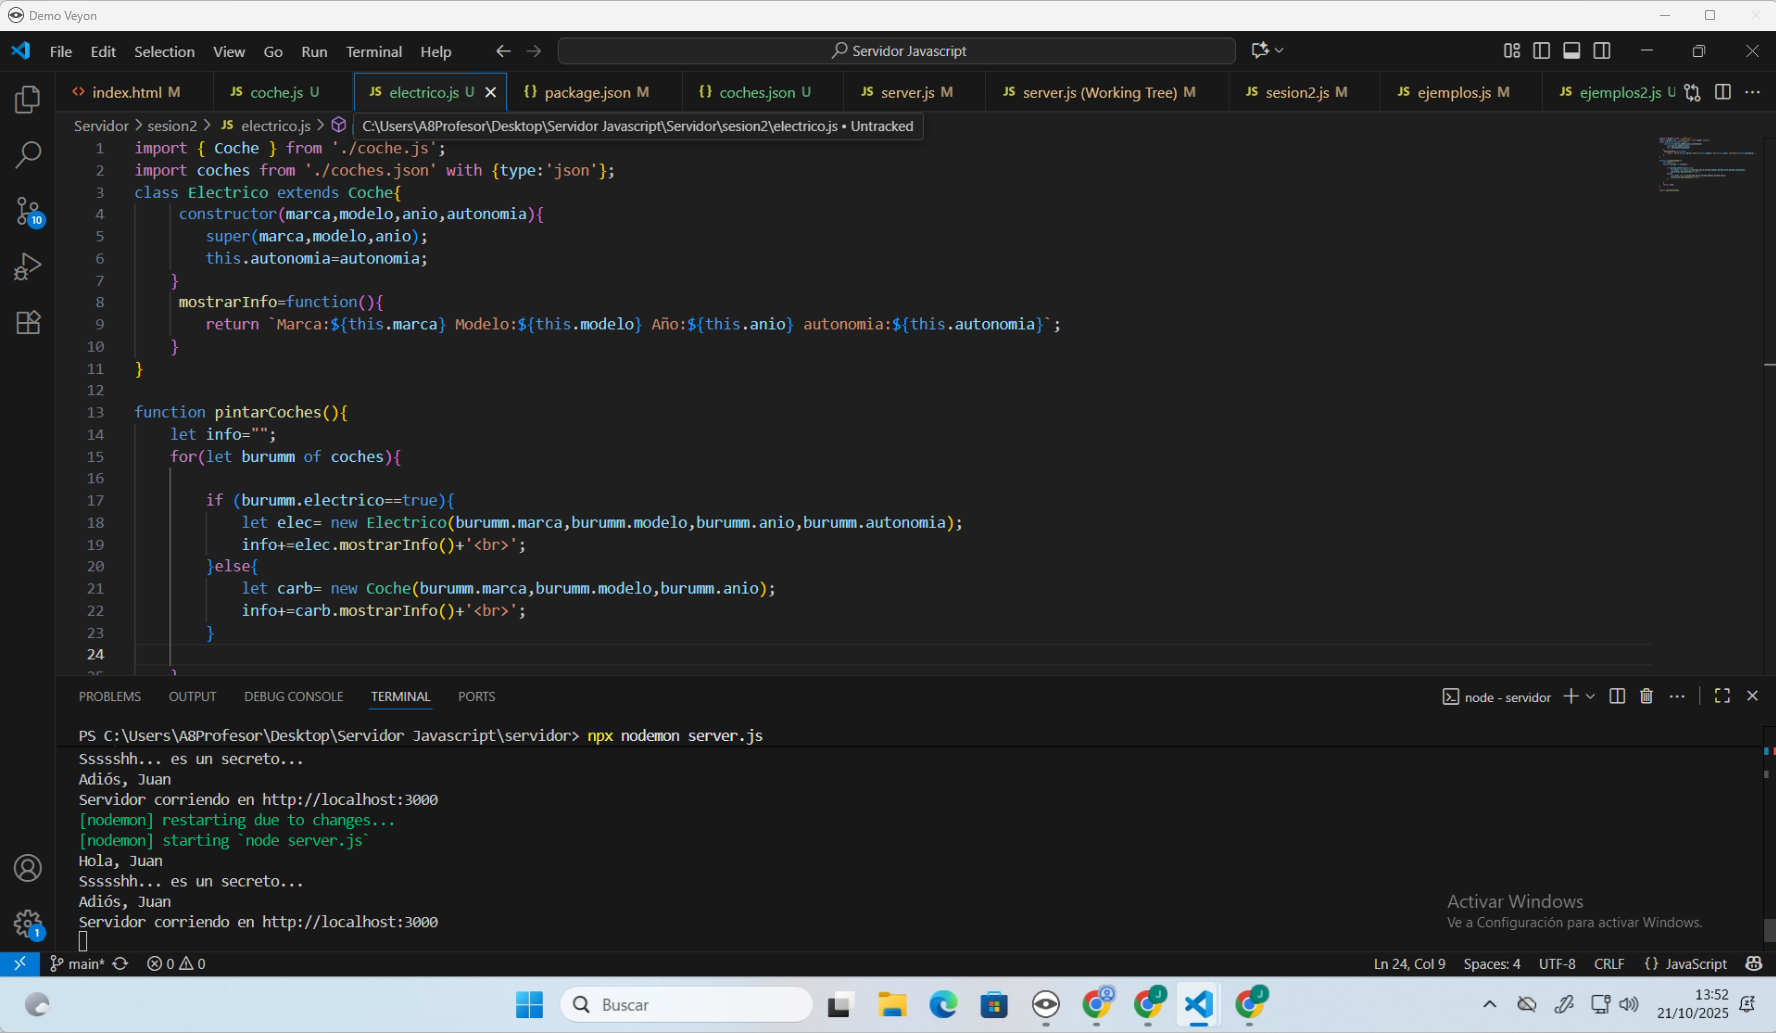 Demo Veyon
File Edit Selection View Go Run Terminal Help
Servidor Javascript
index.html M
JS coche.js U
JS electrico.js U
{} package.json M
{} coches.json U
JS server.js M
JS server.js (Working Tree) M
JS sesion2.js M
JS ejemplos.js M
JS ejemplos2.js U
Servidor > sesion2 > JS electrico.js >
C:\Users\A8Profesor\Desktop\Servidor Javascript\Servidor\sesion2\electrico.js • Untracked
1 import { Coche } from './coche.js';
2 import coches from './coches.json' with {type:'json'};
3 class Electrico extends Coche{
4 constructor(marca,modelo,anio,autonomia){
5 super(marca,modelo,anio);
6 this.autonomia=autonomia;
7 }
8 mostrarInfo=function(){
9 return `Marca:${this.marca} Modelo:${this.modelo} Año:${this.anio} autonomia:${this.autonomia}`;
10 }
11 }
12
13 function pintarCoches(){
14 let info="";
15 for(let burumm of coches){
16
17 if (burumm.electrico==true){
18 let elec= new Electrico(burumm.marca,burumm.modelo,burumm.anio,burumm.autonomia);
19 info+=elec.mostrarInfo()+'<br>';
20 }else{
21 let carb= new Coche(burumm.marca,burumm.modelo,burumm.anio);
22 info+=carb.mostrarInfo()+'<br>';
23 }
24
10
PROBLEMS OUTPUT DEBUG CONSOLE TERMINAL PORTS
node - servidor
PS C:\Users\A8Profesor\Desktop\Servidor Javascript\servidor> npx nodemon server.js
Ssssshh... es un secreto...
Adiós, Juan
Servidor corriendo en http://localhost:3000
[nodemon] restarting due to changes...
[nodemon] starting `node server.js`
Hola, Juan
Ssssshh... es un secreto...
Adiós, Juan
Servidor corriendo en http://localhost:3000
Activar Windows
Ve a Configuración para activar Windows.
1
main* 0 0
Ln 24, Col 9 Spaces: 4 UTF-8 CRLF {} JavaScript
Buscar
J
J
13:52
21/10/2025